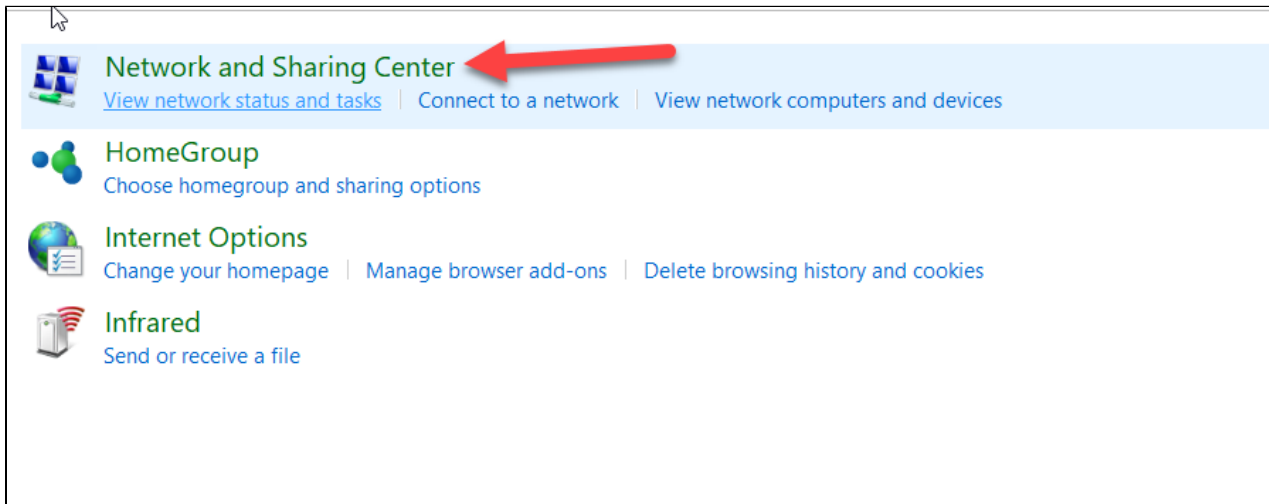 Network and Sharing Center
View network status and tasks Connect to a network View network computers and devices
HomeGroup
Choose homegroup and sharing options
Internet Options
Change your homepage Manage browser add-ons Delete browsing history and cookies
Infrared
Send or receive a file